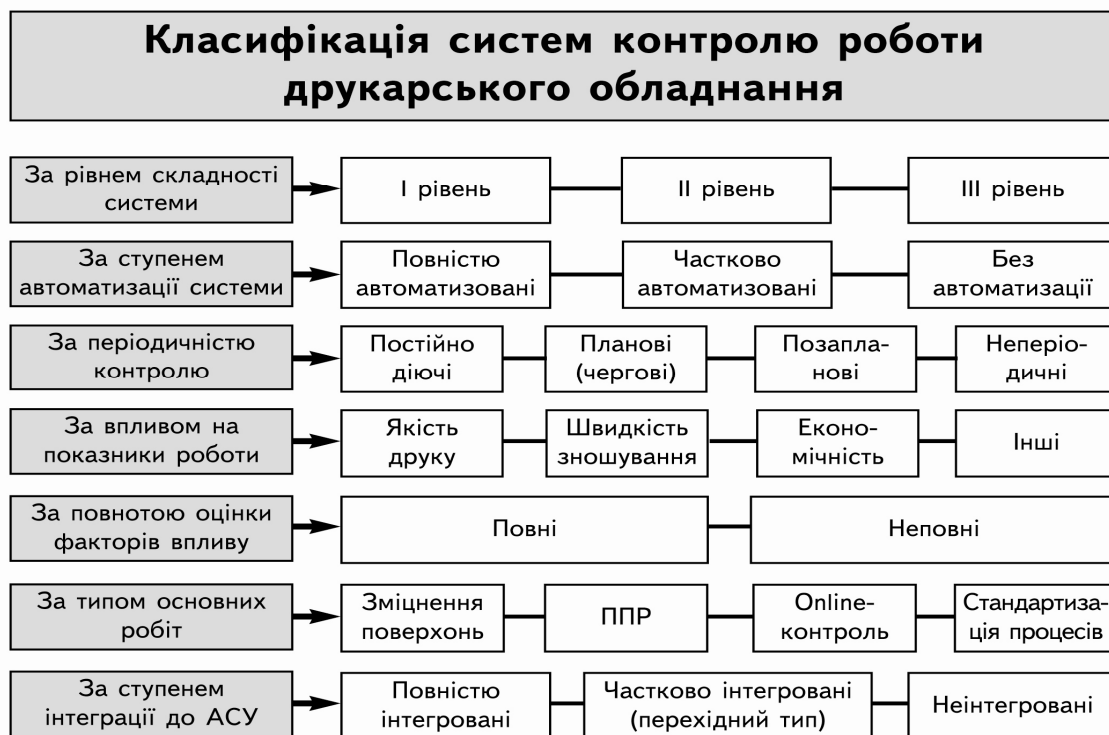 Класифікація систем контролю роботи
друкарського обладнання
За рівнем складності
системи
I рівень
II рівень
III рівень
За ступенем
автоматизації системи
Повністю
автоматизовані
Частково
автоматизовані
Без
автоматизації
За періодичністю
контролю
Постійно
діючі
Планові
(чергові)
Позапла-
нові
Неперіо-
дичні
За впливом на
показники роботи
Якість
друку
Швидкість
зношування
Еконо-
мічність
Інші
За повнотою оцінки
факторів впливу
Повні
Неповні
За типом основних
робіт
Зміцнення
поверхонь
ППР
Online-
контроль
Стандартиза-
ція процесів
За ступенем
інтеграції до АСУ
Повністю
інтегровані
Частково інтегровані
(перехідний тип)
Неінтегровані